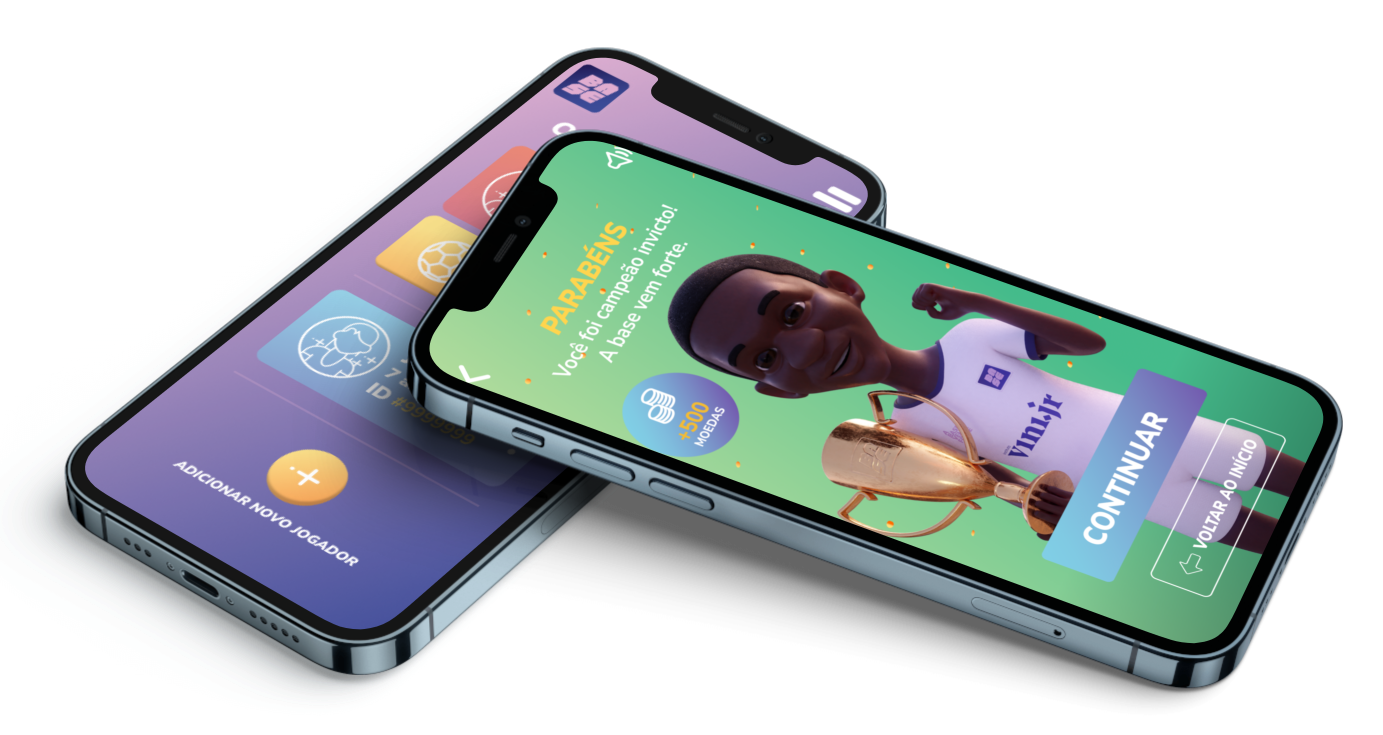 BASE
ID #9999999
ADICIONAR NOVO JOGADOR
PARABÉNS
Você foi campeão invicto!
A base vem forte.
+500
MOEDAS
vini.jr
CONTINUAR
VOLTAR AO INÍCIO